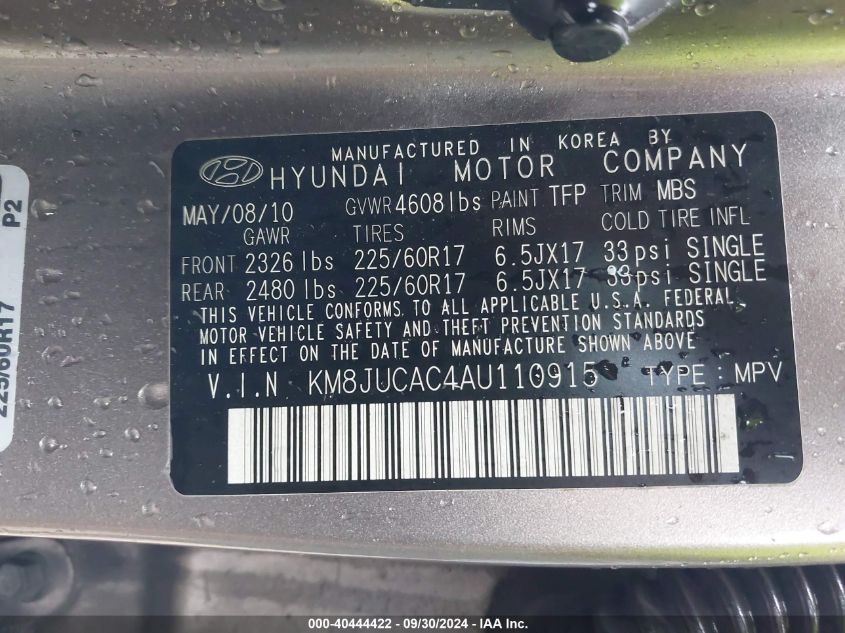 MANUFACTURED IN KOREA BY
HYUNDAI MOTOR COMPANY
MAY/08/10 GVWR 4608lbs PAINT TFP TRIM MBS
GAWR TIRES RIMS COLD TIRE INFL
FRONT 2326 lbs 225/60R17 6.5JX17 33psi SINGLE
REAR 2480 lbs 225/60R17 6.5JX17 33psi SINGLE
THIS VEHICLE CONFORMS TO ALL APPLICABLE U.S.A. FEDERAL
MOTOR VEHICLE SAFETY AND THEFT PREVENTION STANDARDS
IN EFFECT ON THE DATE OF MANUFACTURE SHOWN ABOVE
V.I.N KM8JUCAC4AU110915 TYPE : MPV
P2
225/60R17
000-40444422 - 09/30/2024 - IAA Inc.